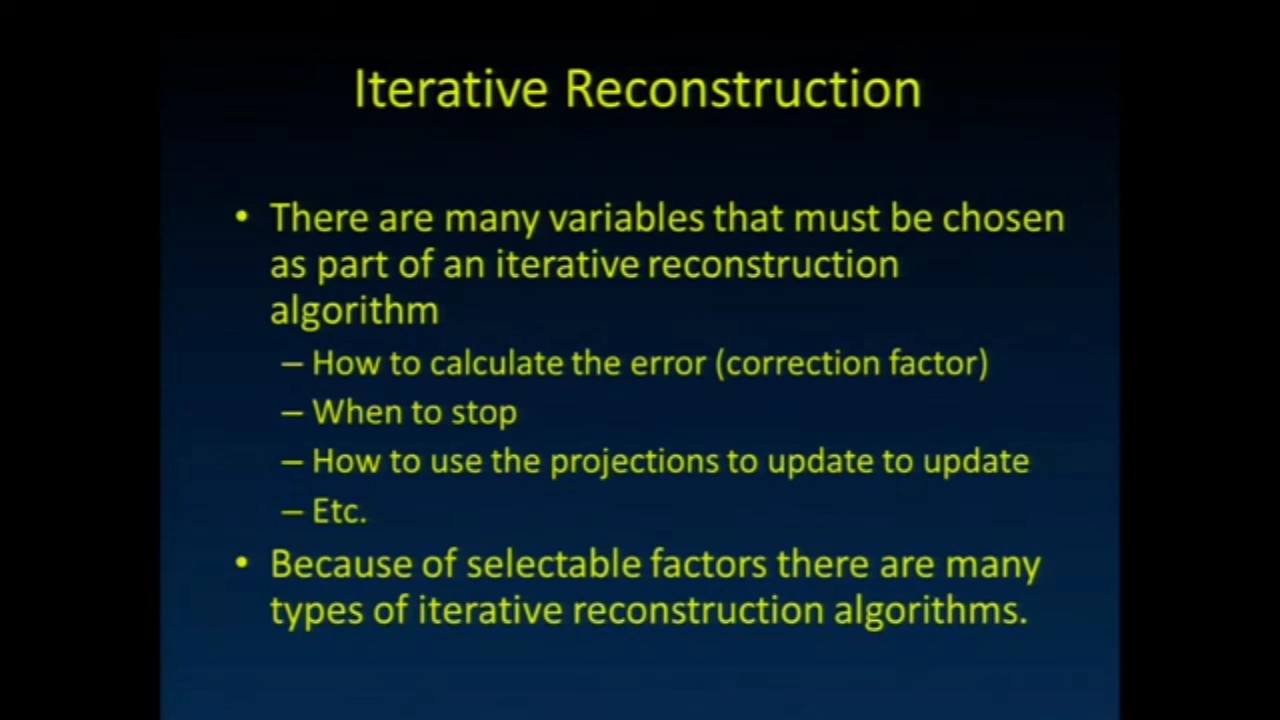 Iterative Reconstruction
• There are many variables that must be chosen
as part of an iterative reconstruction
algorithm
– How to calculate the error (correction factor)
– When to stop
– How to use the projections to update to update
– Etc.
• Because of selectable factors there are many
types of iterative reconstruction algorithms.